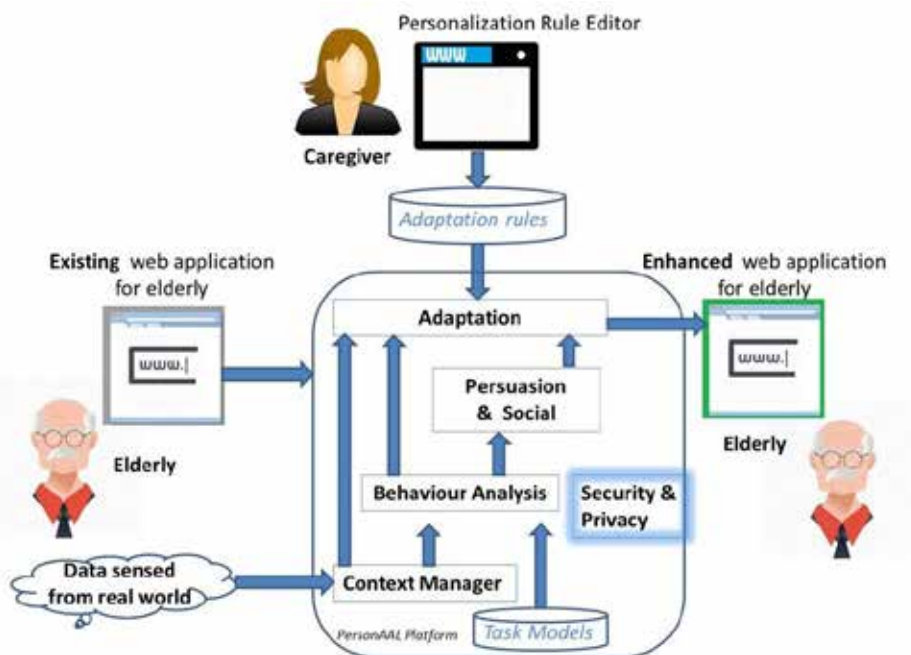 Personalization Rule Editor
www
Caregiver
Adaptation rules
Existing web application
for elderly
Enhanced web application
for elderly
Adaptation
www.|
www.|
Persuasion
& Social
Elderly
Elderly
Behaviour Analysis
Security &
Privacy
Data sensed
from real world
Context Manager
PersonAAL Platform
Task Models